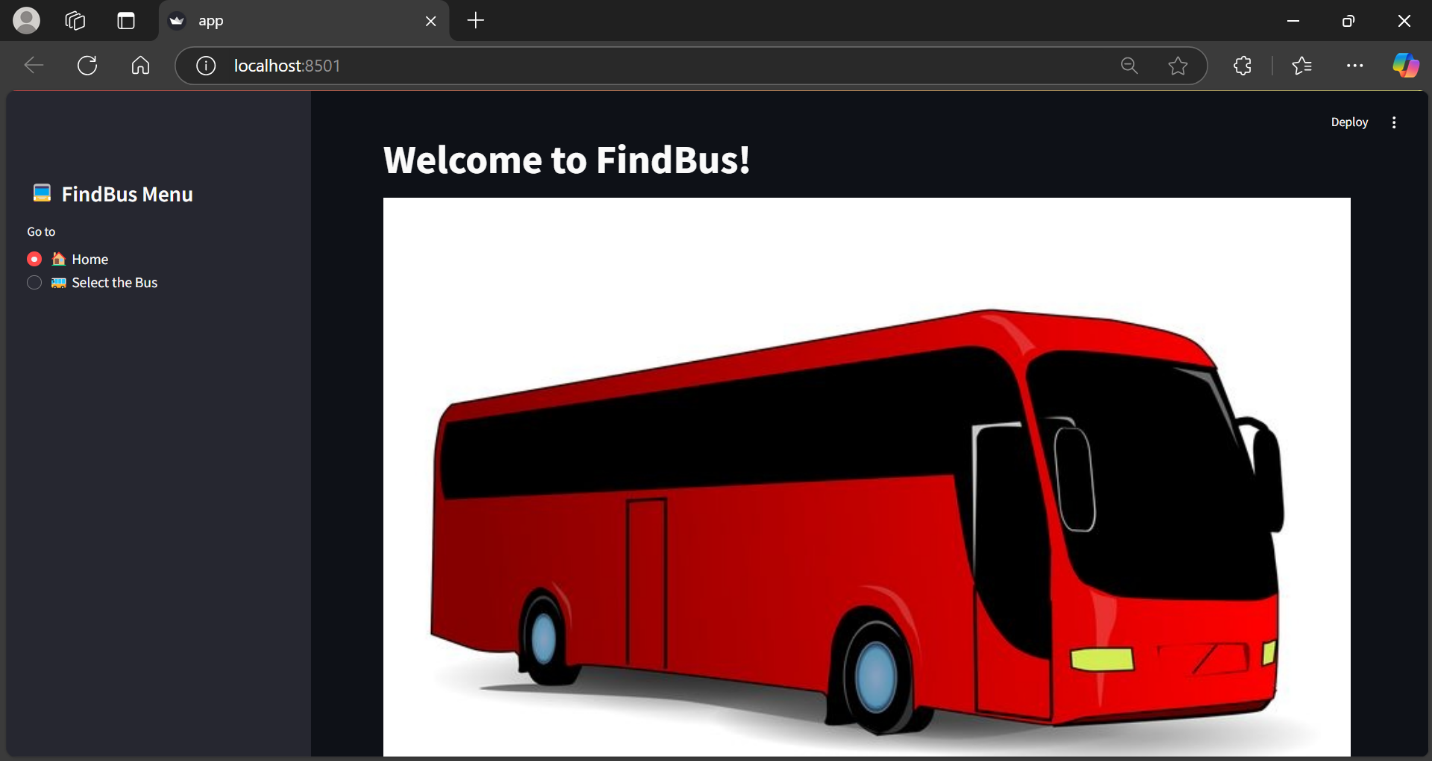 app
localhost:8501
Deploy
FindBus Menu
Go to
Home
Select the Bus
Welcome to FindBus!